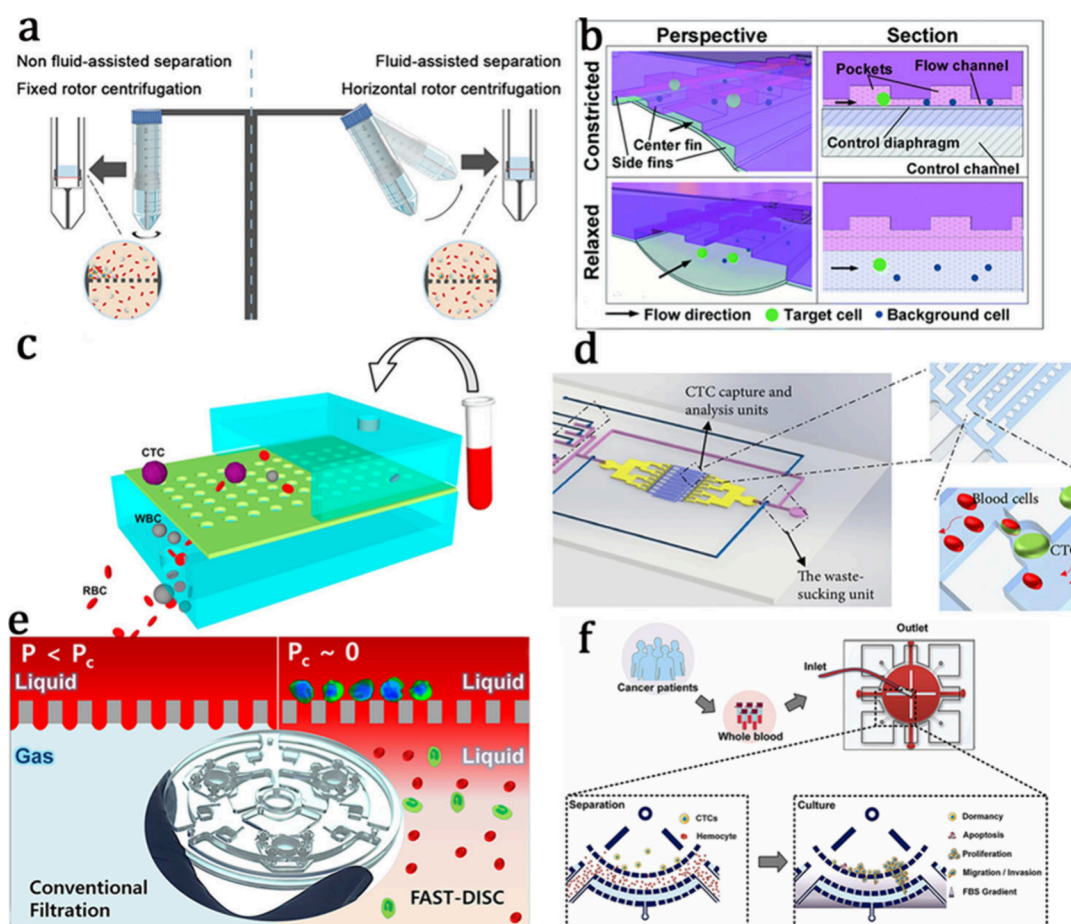 a
Non fluid-assisted separation
Fixed rotor centrifugation
Fluid-assisted separation
Horizontal rotor centrifugation
b
Perspective
Section
Constricted
Center fin
Side fins
Pockets
Flow channel
Control diaphragm
Control channel
Relaxed
Flow direction
Target cell
Background cell
c
CTC
WBC
RBC
d
CTC capture and
analysis units
The waste-
sucking unit
Blood cells
CTC
e
P < Pc
Pc ~ 0
Liquid
Liquid
Gas
Liquid
Conventional
Filtration
FAST-DISC
f
Cancer patients
Whole blood
Outlet
Inlet
Separation
CTCs
Hemocyte
Culture
Dormancy
Apoptosis
Proliferation
Migration / Invasion
FBS Gradient